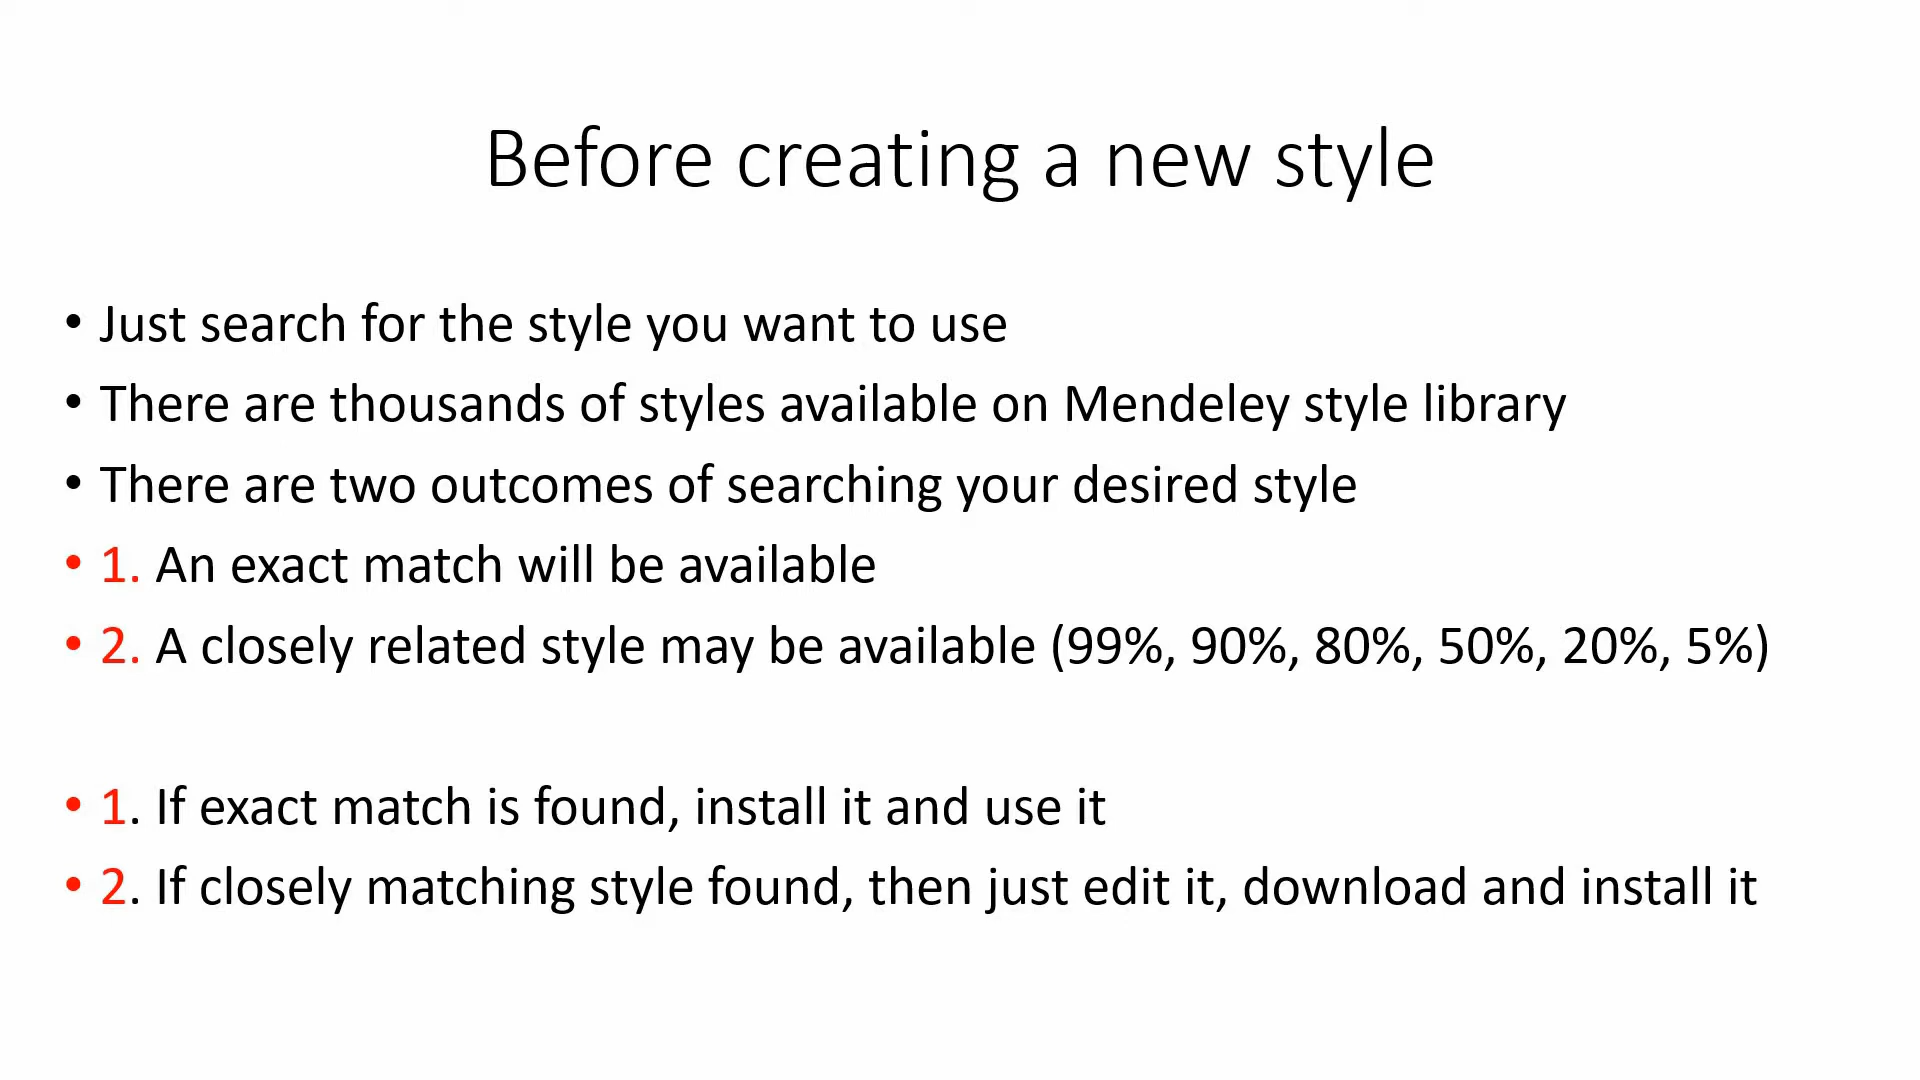 Before creating a new style
• Just search for the style you want to use
• There are thousands of styles available on Mendeley style library
• There are two outcomes of searching your desired style
• 1. An exact match will be available
• 2. A closely related style may be available (99%, 90%, 80%, 50%, 20%, 5%)
• 1. If exact match is found, install it and use it
• 2. If closely matching style found, then just edit it, download and install it